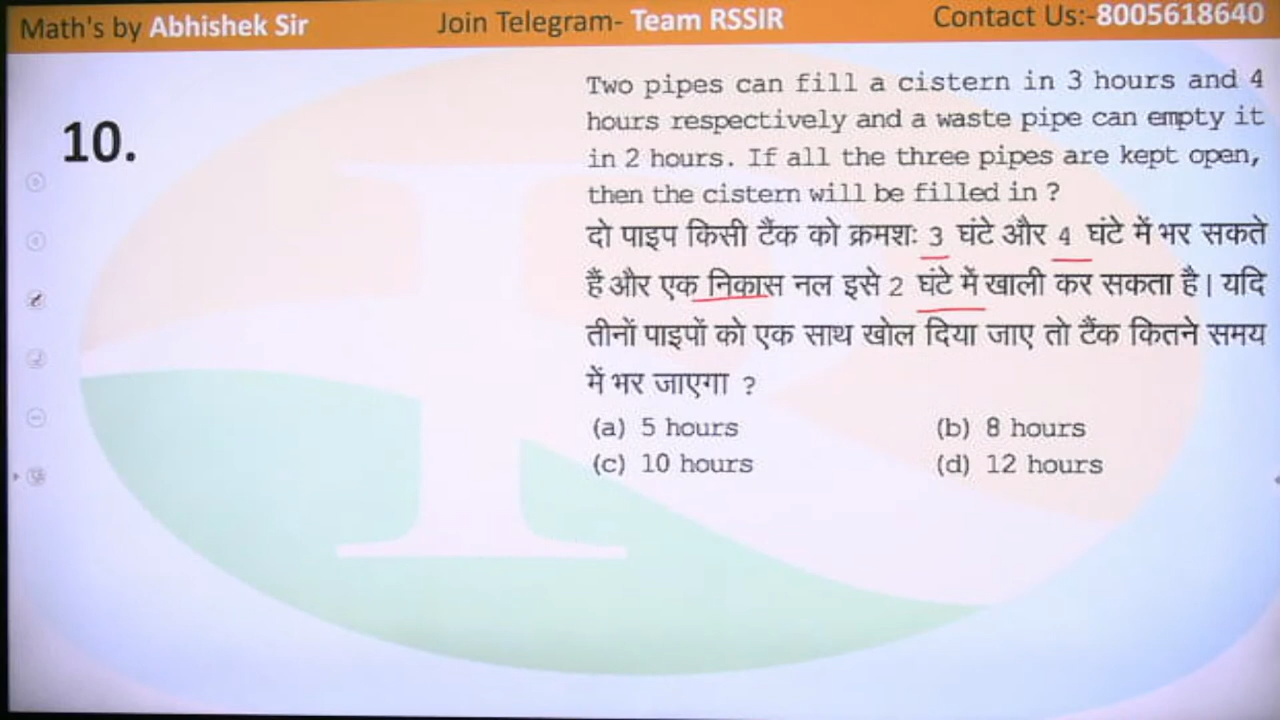 Math's by Abhishek Sir
Join Telegram- Team RSSIR
Contact Us:-8005618640
10.
Two pipes can fill a cistern in 3 hours and 4
hours respectively and a waste pipe can empty it
in 2 hours. If all the three pipes are kept open,
then the cistern will be filled in ?
दो पाइप किसी टैंक को क्रमशः 3 घंटे और 4 घंटे में भर सकते
हैं और एक निकास नल इसे 2 घंटे में खाली कर सकता है। यदि
तीनों पाइपों को एक साथ खोल दिया जाए तो टैंक कितने समय
में भर जाएगा ?
(a) 5 hours (b) 8 hours
(c) 10 hours (d) 12 hours